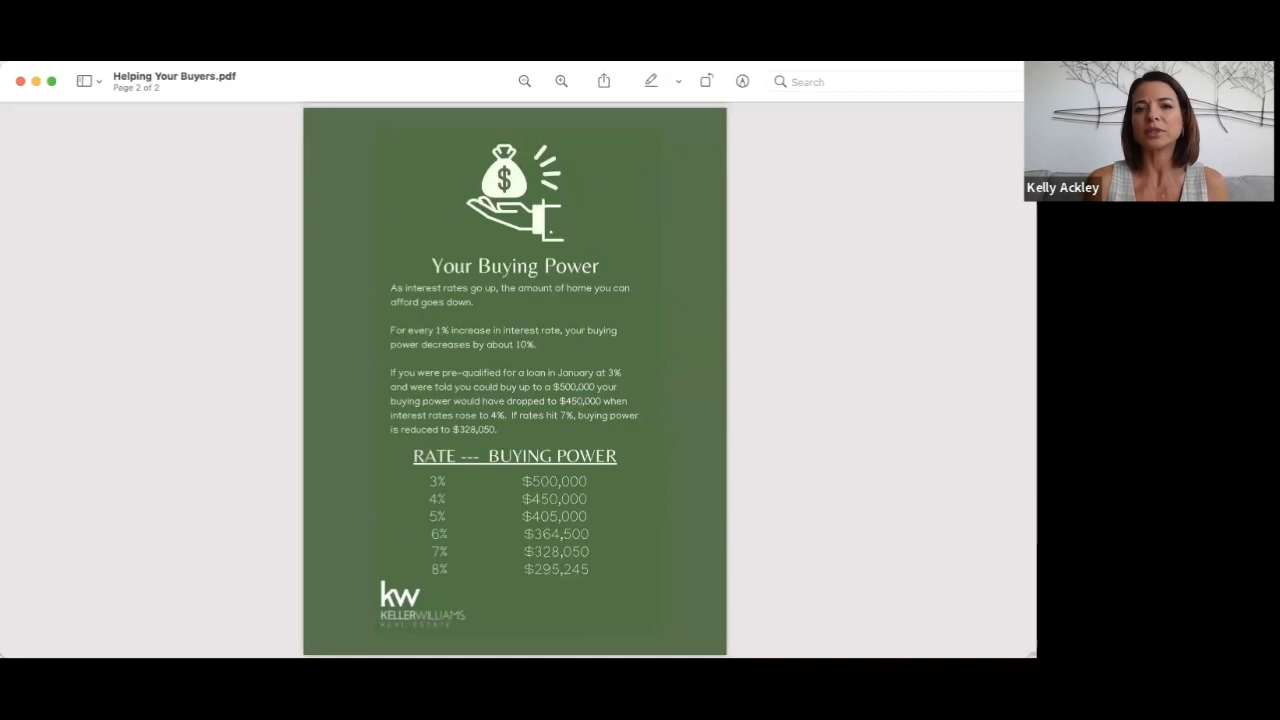 Helping Your Buyers.pdf
Page 2 of 2
Search
Kelly Ackley
$
Your Buying Power
As interest rates go up, the amount of home you can
afford goes down.
For every 1% increase in interest rate, your buying
power decreases by about 10%.
If you were pre-qualified for a loan in January at 3%
and were told you could buy up to a $500,000 your
buying power would have dropped to $450,000 when
interest rates rose to 4%. If rates hit 7%, buying power
is reduced to $328,050.
RATE --- BUYING POWER
3% $500,000
4% $450,000
5% $405,000
6% $364,500
7% $328,050
8% $295,245
kw
KELLERWILLIAMS
REAL ESTATE